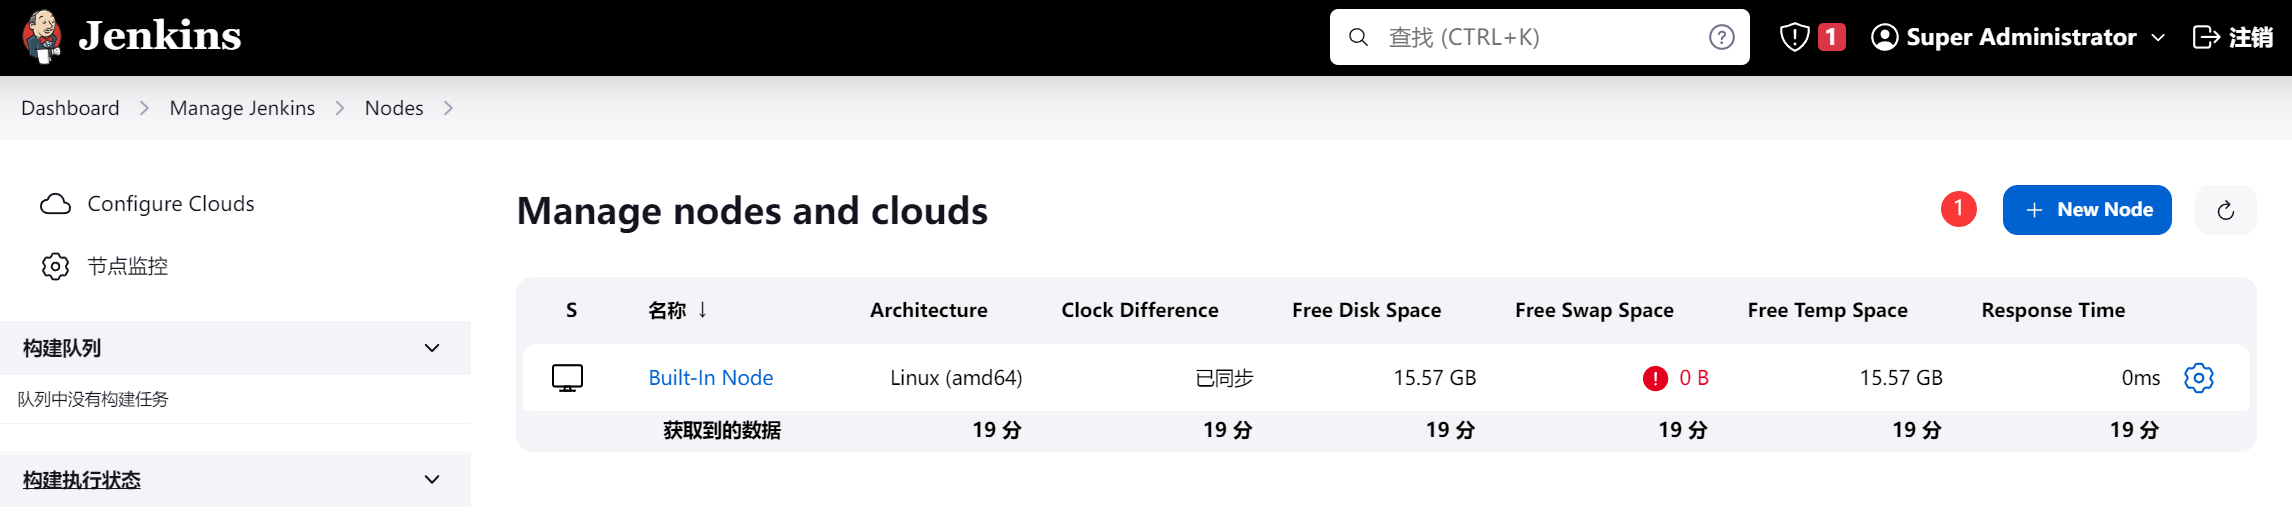 Jenkins
查找 (CTRL+K)
?
1
Super Administrator
注销
Dashboard
Manage Jenkins
Nodes
Configure Clouds
节点监控
构建队列
队列中没有构建任务
构建执行状态
Manage nodes and clouds
1
+ New Node
S 名称 ↓ Architecture Clock Difference Free Disk Space Free Swap Space Free Temp Space Response Time
Built-In Node Linux (amd64) 已同步 15.57 GB ! 0 B 15.57 GB 0ms
获取到的数据 19 分 19 分 19 分 19 分 19 分 19 分